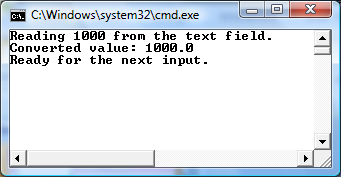 C:\Windows\system32\cmd.exe
Reading 1000 from the text field.
Converted value: 1000.0
Ready for the next input.